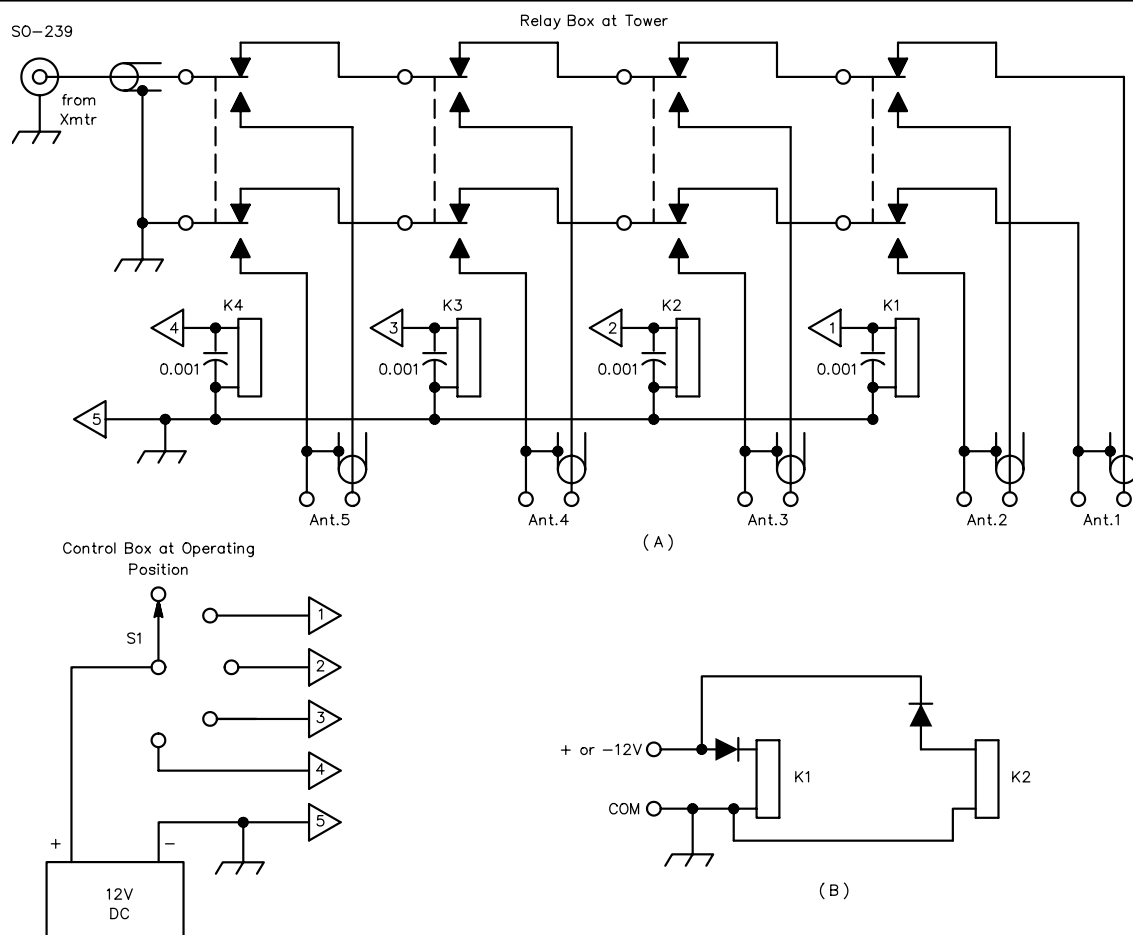 Relay Box at Tower
SO-239
from
Xmtr
K4
K3
K2
K1
4
3
2
1
0.001
0.001
0.001
0.001
5
Ant.5
Ant.4
Ant.3
Ant.2
Ant.1
(A)
Control Box at Operating
Position
S1
1
2
3
4
5
+
-
12V
DC
+ or -12V
K1
K2
COM
(B)